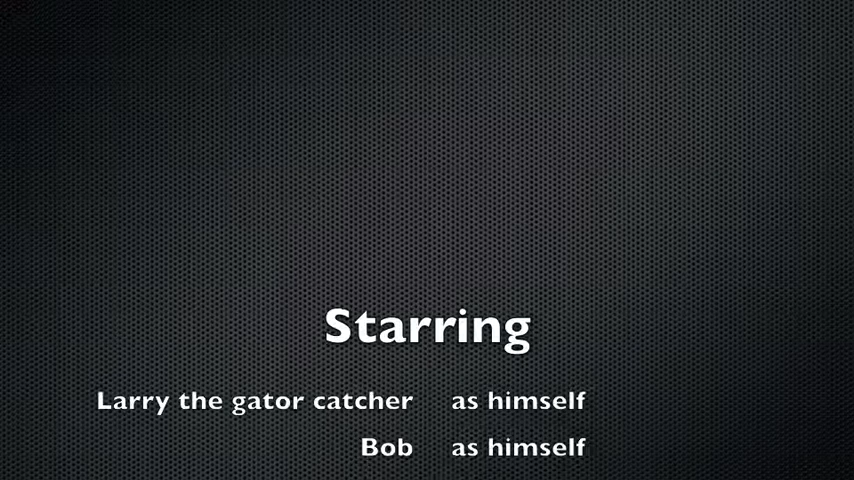 Starring
Larry the gator catcher as himself
Bob as himself